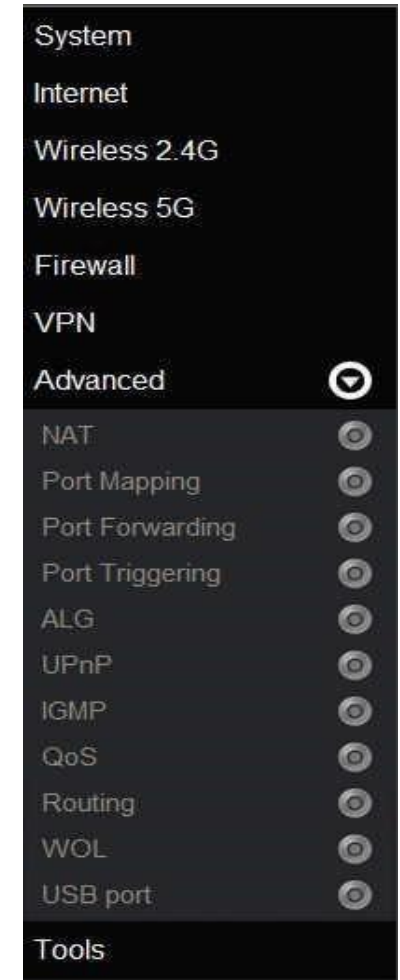 System
Internet
Wireless 2.4G
Wireless 5G
Firewall
VPN
Advanced
NAT
Port Mapping
Port Forwarding
Port Triggering
ALG
UPnP
IGMP
QoS
Routing
WOL
USB port
Tools